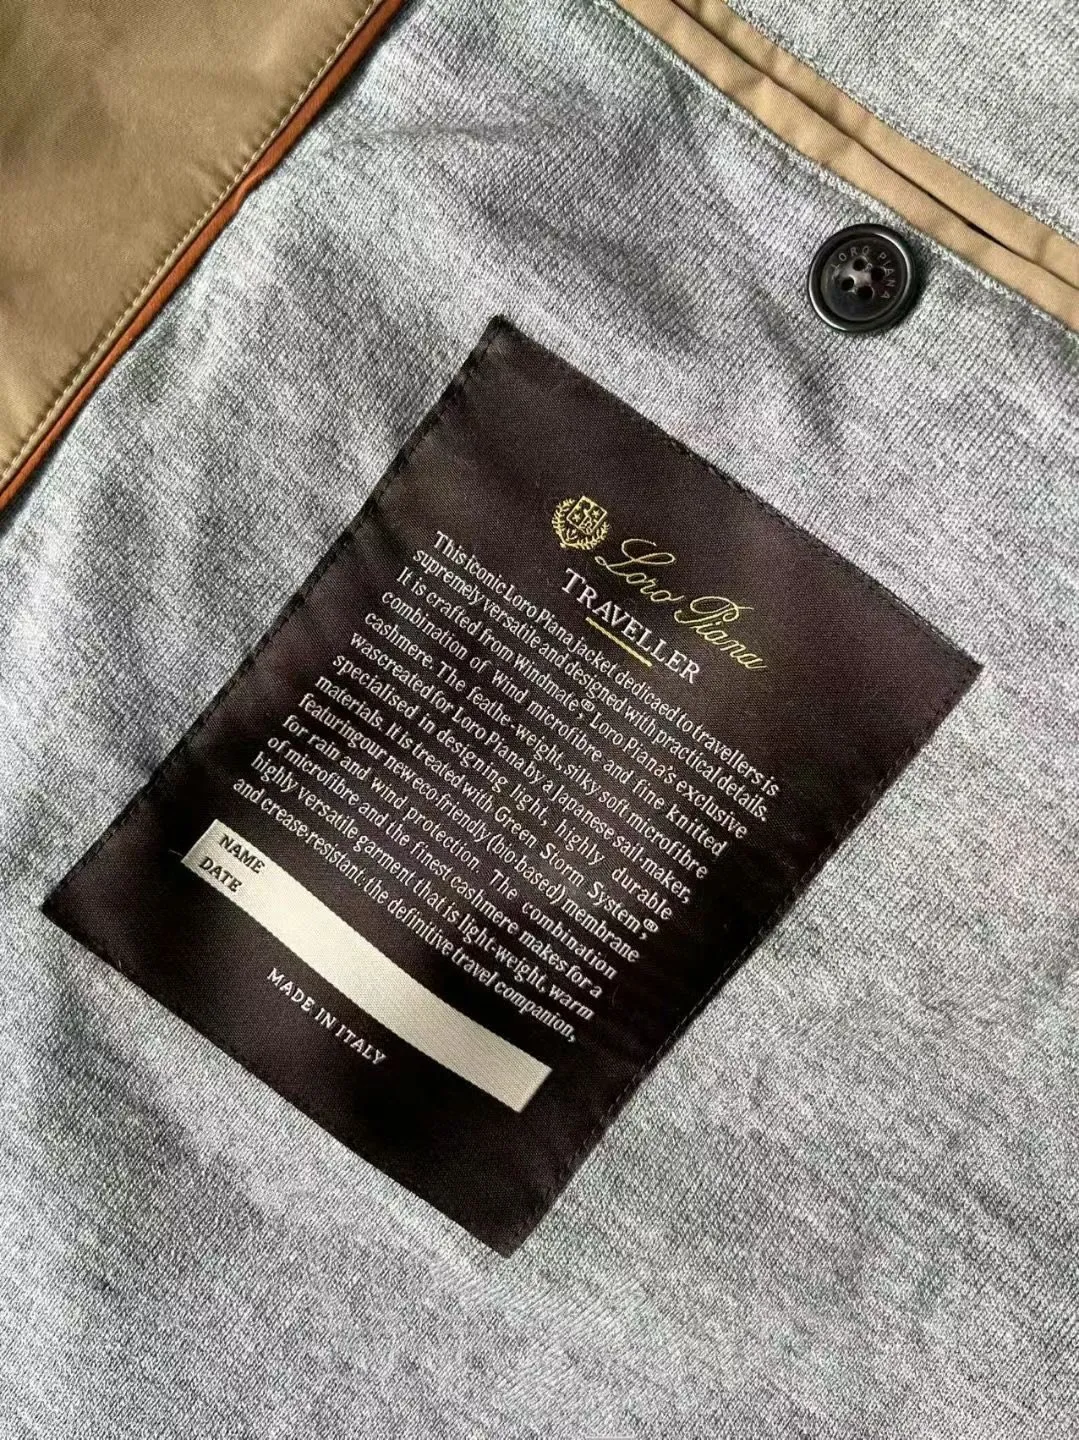 LORO PIANA
Loro Piana
TRAVELLER
This iconic Loro Piana jacket dedicaed to travellers is
supremely versatile and designed with practical details.
It is crafted from Windmate®, Loro Piana's exclusive
combination of wind microfibre and fine knitted
cashmere. The feathe-weight, silky soft microfibre
wascreated for Loro Piana by a Japanese sail-maker,
specialised in designing light, highly durable
materials. It is treated with Green Storm System®,
featuringour new eco friendly (bio-based) membrane
for rain and wind protection. The combination
of microfibre and the finest cashmere makes for a
highly versatile garment that is light-weight, warm
and crease-resistant: the definitive travel companion,
NAME
DATE
MADE IN ITALY